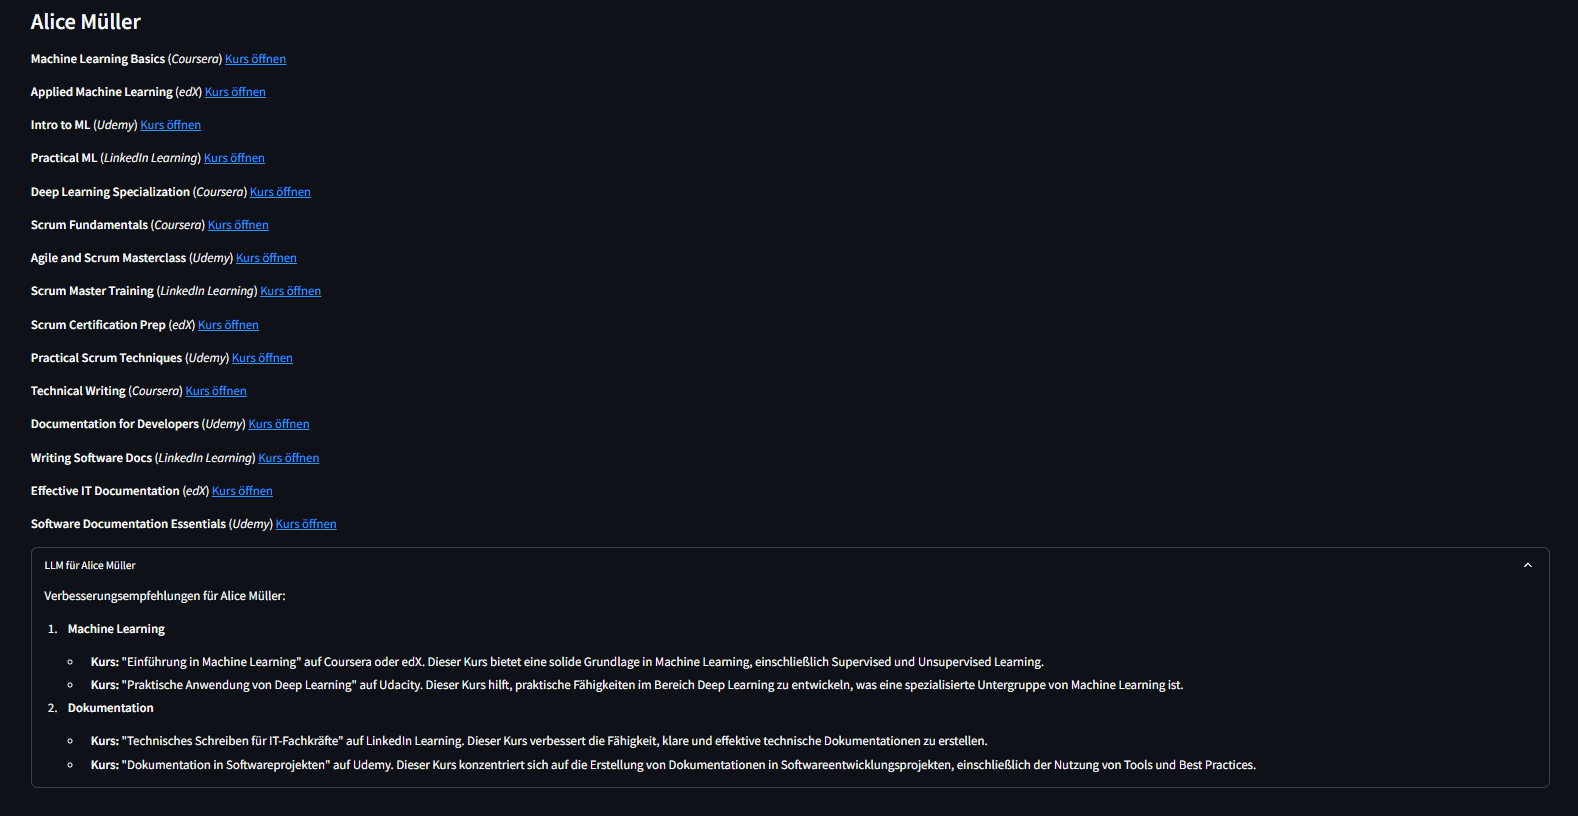 Alice Müller
Machine Learning Basics (Coursera) Kurs öffnen
Applied Machine Learning (edX) Kurs öffnen
Intro to ML (Udemy) Kurs öffnen
Practical ML (LinkedIn Learning) Kurs öffnen
Deep Learning Specialization (Coursera) Kurs öffnen
Scrum Fundamentals (Coursera) Kurs öffnen
Agile and Scrum Masterclass (Udemy) Kurs öffnen
Scrum Master Training (LinkedIn Learning) Kurs öffnen
Scrum Certification Prep (edX) Kurs öffnen
Practical Scrum Techniques (Udemy) Kurs öffnen
Technical Writing (Coursera) Kurs öffnen
Documentation for Developers (Udemy) Kurs öffnen
Writing Software Docs (LinkedIn Learning) Kurs öffnen
Effective IT Documentation (edX) Kurs öffnen
Software Documentation Essentials (Udemy) Kurs öffnen
LLM für Alice Müller
Verbesserungsempfehlungen für Alice Müller:
1. Machine Learning
Kurs: "Einführung in Machine Learning" auf Coursera oder edX. Dieser Kurs bietet eine solide Grundlage in Machine Learning, einschließlich Supervised und Unsupervised Learning.
Kurs: "Praktische Anwendung von Deep Learning" auf Udacity. Dieser Kurs hilft, praktische Fähigkeiten im Bereich Deep Learning zu entwickeln, was eine spezialisierte Untergruppe von Machine Learning ist.
2. Dokumentation
Kurs: "Technisches Schreiben für IT-Fachkräfte" auf LinkedIn Learning. Dieser Kurs verbessert die Fähigkeit, klare und effektive technische Dokumentationen zu erstellen.
Kurs: "Dokumentation in Softwareprojekten" auf Udemy. Dieser Kurs konzentriert sich auf die Erstellung von Dokumentationen in Softwareentwicklungsprojekten, einschließlich der Nutzung von Tools und Best Practices.